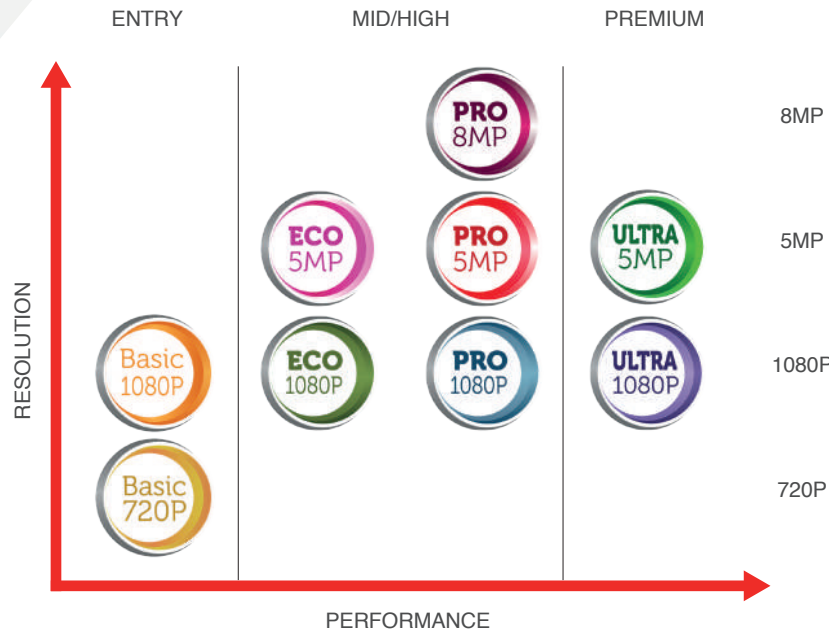 ENTRY
MID/HIGH
PREMIUM
PRO
8MP
8MP
ECO
5MP
PRO
5MP
ULTRA
5MP
5MP
RESOLUTION
Basic
1080P
ECO
1080P
PRO
1080P
ULTRA
1080P
1080P
Basic
720P
720P
PERFORMANCE